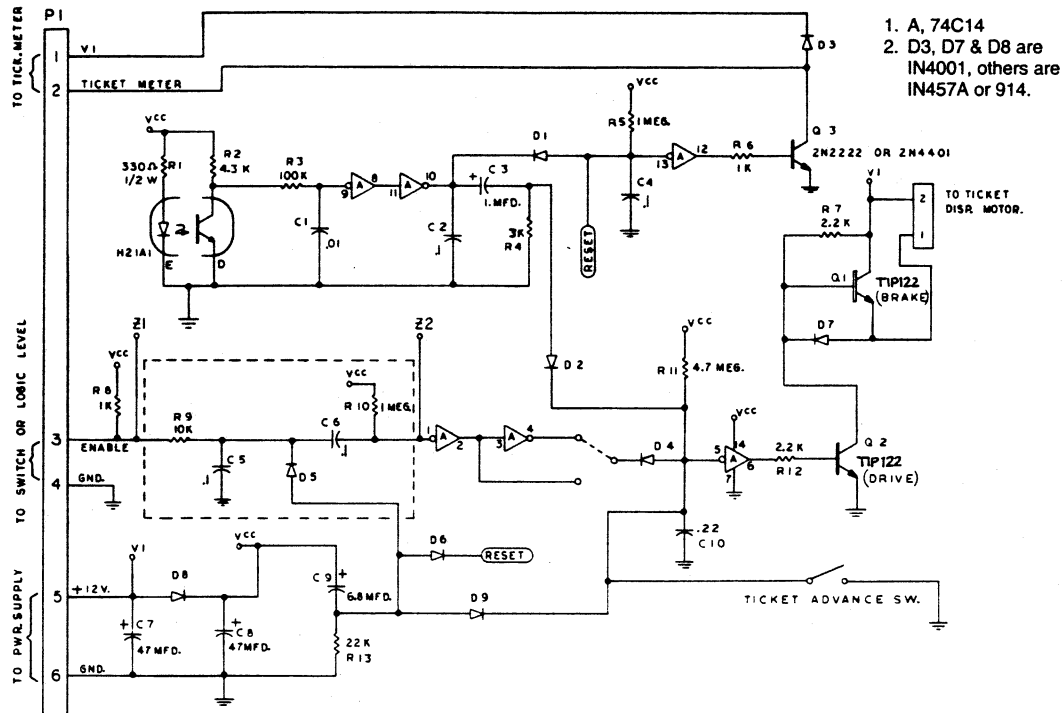 P1
TO TICK.METER
1
V1
2
TICKET METER
D3
1. A, 74C14
2. D3, D7 & D8 are
IN4001, others are
IN457A or 914.
VCC
330Ω
1/2 W
R1
R2
4.3 K
R3
100K
9
A
8
11
A
10
D1
C3
+
1.MFD.
VCC
R5
1 MEG.
13
A
12
R6
1K
Q3
2N2222 OR 2N4401
C4
.1
C1
.01
C2
.1
3K
R4
RESET
H21A1
E
D
V1
2
1
TO TICKET
DISP. MOTOR.
R7
2.2 K
Q1
TIP122
(BRAKE)
D7
TO SWITCH OR LOGIC LEVEL
Z1
Z2
VCC
R8
1K
3
ENABLE
4
GND.
R9
10K
C5
.1
D5
C6
.1
VCC
R10
1 MEG.
1
A
2
3
A
4
D2
VCC
R11
4.7 MEG.
D4
VCC
5
A
14
6
7
2.2 K
R12
Q2
TIP122
(DRIVE)
.22
C10
TO PWR.SUPPLY
5
+12V.
V1
D8
VCC
+
C7
47MFD.
+
C8
47MFD.
C9
+
6.8MFD.
22K
R13
D6
RESET
D9
TICKET ADVANCE SW.
6
GND.